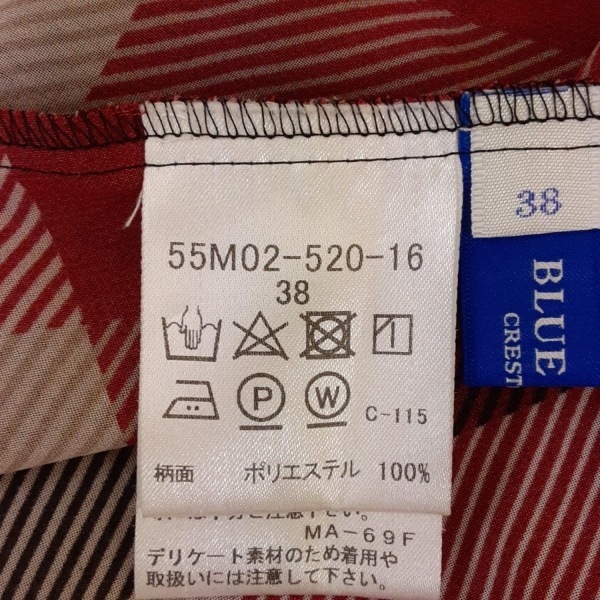 55M02-520-16
38
P W C-115
柄面 ポリエステル 100%
MA-69F
デリケート素材のため着用や
取扱いには注意して下さい。
38
BLUE
CREST